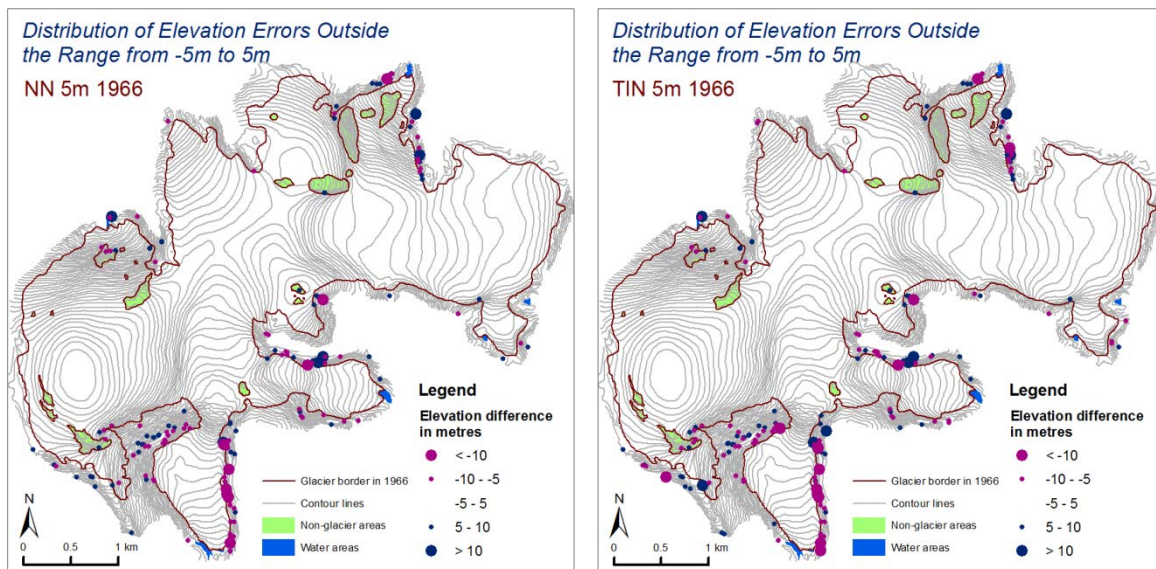 Distribution of Elevation Errors Outside
the Range from -5m to 5m
NN 5m 1966
Legend
Elevation difference
in metres
< -10
-10 - -5
-5 - 5
5 - 10
> 10
Glacier border in 1966
Contour lines
Non-glacier areas
Water areas
N
0 0.5 1 km
Distribution of Elevation Errors Outside
the Range from -5m to 5m
TIN 5m 1966
Legend
Elevation difference
in metres
< -10
-10 - -5
-5 - 5
5 - 10
> 10
Glacier border in 1966
Contour lines
Non-glacier areas
Water areas
N
0 0.5 1 km